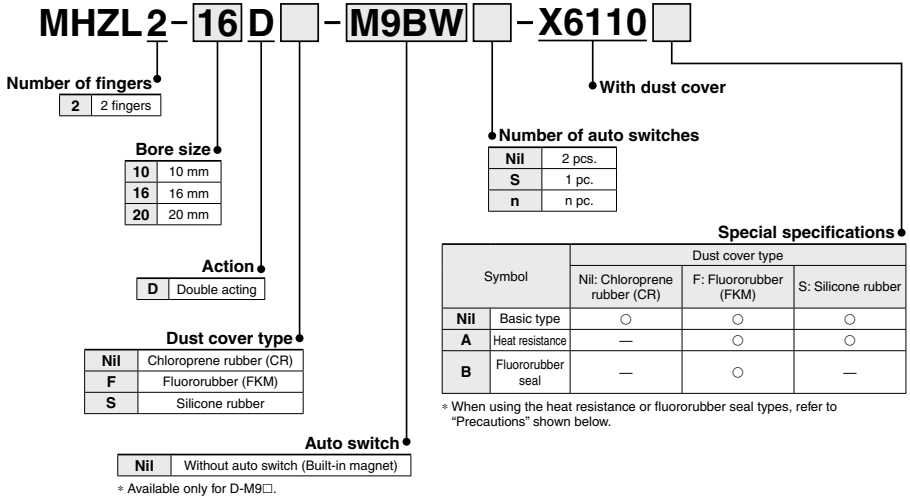 MHZL2-16D□-M9BW□-X6110□
Number of fingers
2 2 fingers
With dust cover
Number of auto switches
Nil 2 pcs.
S 1 pc.
n n pc.
Bore size
10 10 mm
16 16 mm
20 20 mm
Special specifications
Symbol
Dust cover type
Nil: Chloroprene
rubber (CR)
F: Fluororubber
(FKM)
S: Silicone rubber
Nil Basic type ○ ○ ○
A Heat resistance — ○ ○
B Fluororubber
seal — ○ —
* When using the heat resistance or fluororubber seal types, refer to
“Precautions” shown below.
Action
D Double acting
Dust cover type
Nil Chloroprene rubber (CR)
F Fluororubber (FKM)
S Silicone rubber
Auto switch
Nil Without auto switch (Built-in magnet)
* Available only for D-M9□.